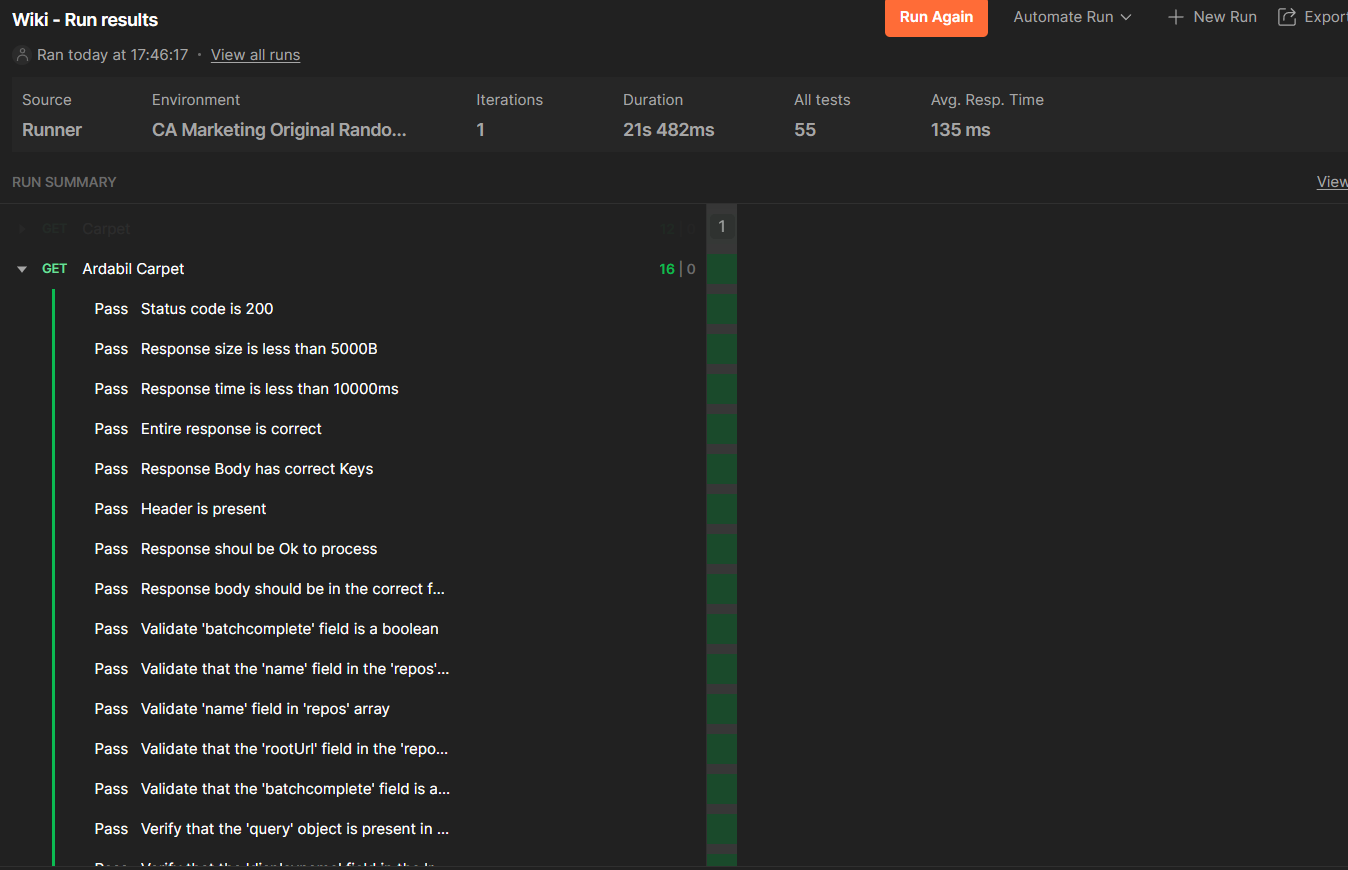 Wiki - Run results
Run Again
Automate Run
New Run
Export
Ran today at 17:46:17 · View all runs
Source Environment Iterations Duration All tests Avg. Resp. Time
Runner CA Marketing Original Rando... 1 21s 482ms 55 135 ms
RUN SUMMARY
View
GET Carpet
1
GET Ardabil Carpet 16 | 0
Pass Status code is 200
Pass Response size is less than 5000B
Pass Response time is less than 10000ms
Pass Entire response is correct
Pass Response Body has correct Keys
Pass Header is present
Pass Response shoul be Ok to process
Pass Response body should be in the correct f...
Pass Validate 'batchcomplete' field is a boolean
Pass Validate that the 'name' field in the 'repos'...
Pass Validate 'name' field in 'repos' array
Pass Validate that the 'rootUrl' field in the 'repo...
Pass Validate that the 'batchcomplete' field is a...
Pass Verify that the 'query' object is present in ...